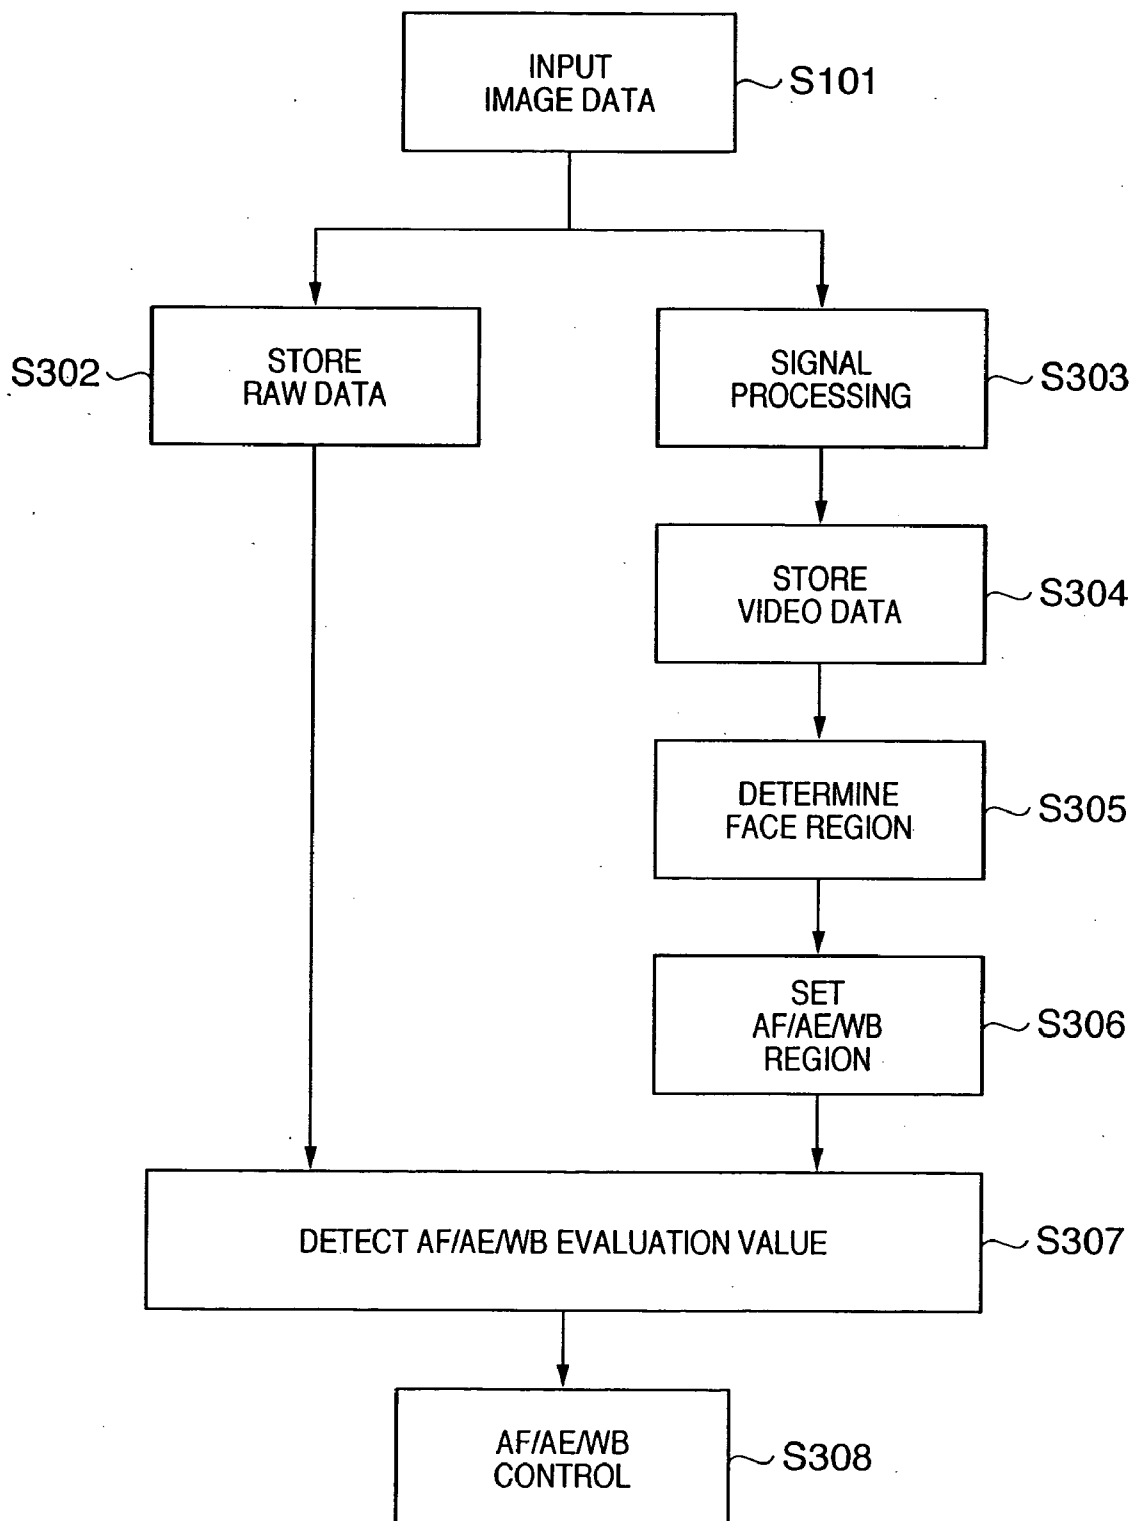 INPUT
IMAGE DATA
S101
STORE
RAW DATA
S302
SIGNAL
PROCESSING
S303
STORE
VIDEO DATA
S304
DETERMINE
FACE REGION
S305
SET
AF/AE/WB
REGION
S306
DETECT AF/AE/WB EVALUATION VALUE
S307
AF/AE/WB
CONTROL
S308